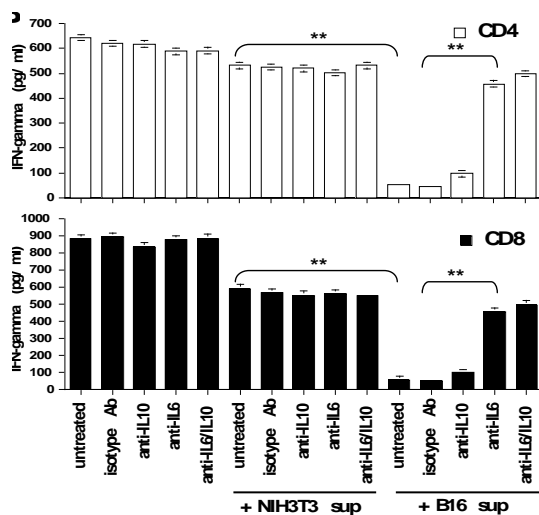 CD4
IFN-gamma (pg/ ml)
700
600
500
400
300
200
100
0
**
**
CD8
IFN-gamma (pg/ ml)
1000
900
800
700
600
500
400
300
200
100
0
**
**
untreated
isotype Ab
anti-IL10
anti-IL6
anti-IL6/IL10
untreated
isotype Ab
anti-IL10
anti-IL6
anti-IL6/IL10
untreated
isotype Ab
anti-IL10
anti-IL6
anti-IL6/IL10
+ NIH3T3 sup
+ B16 sup